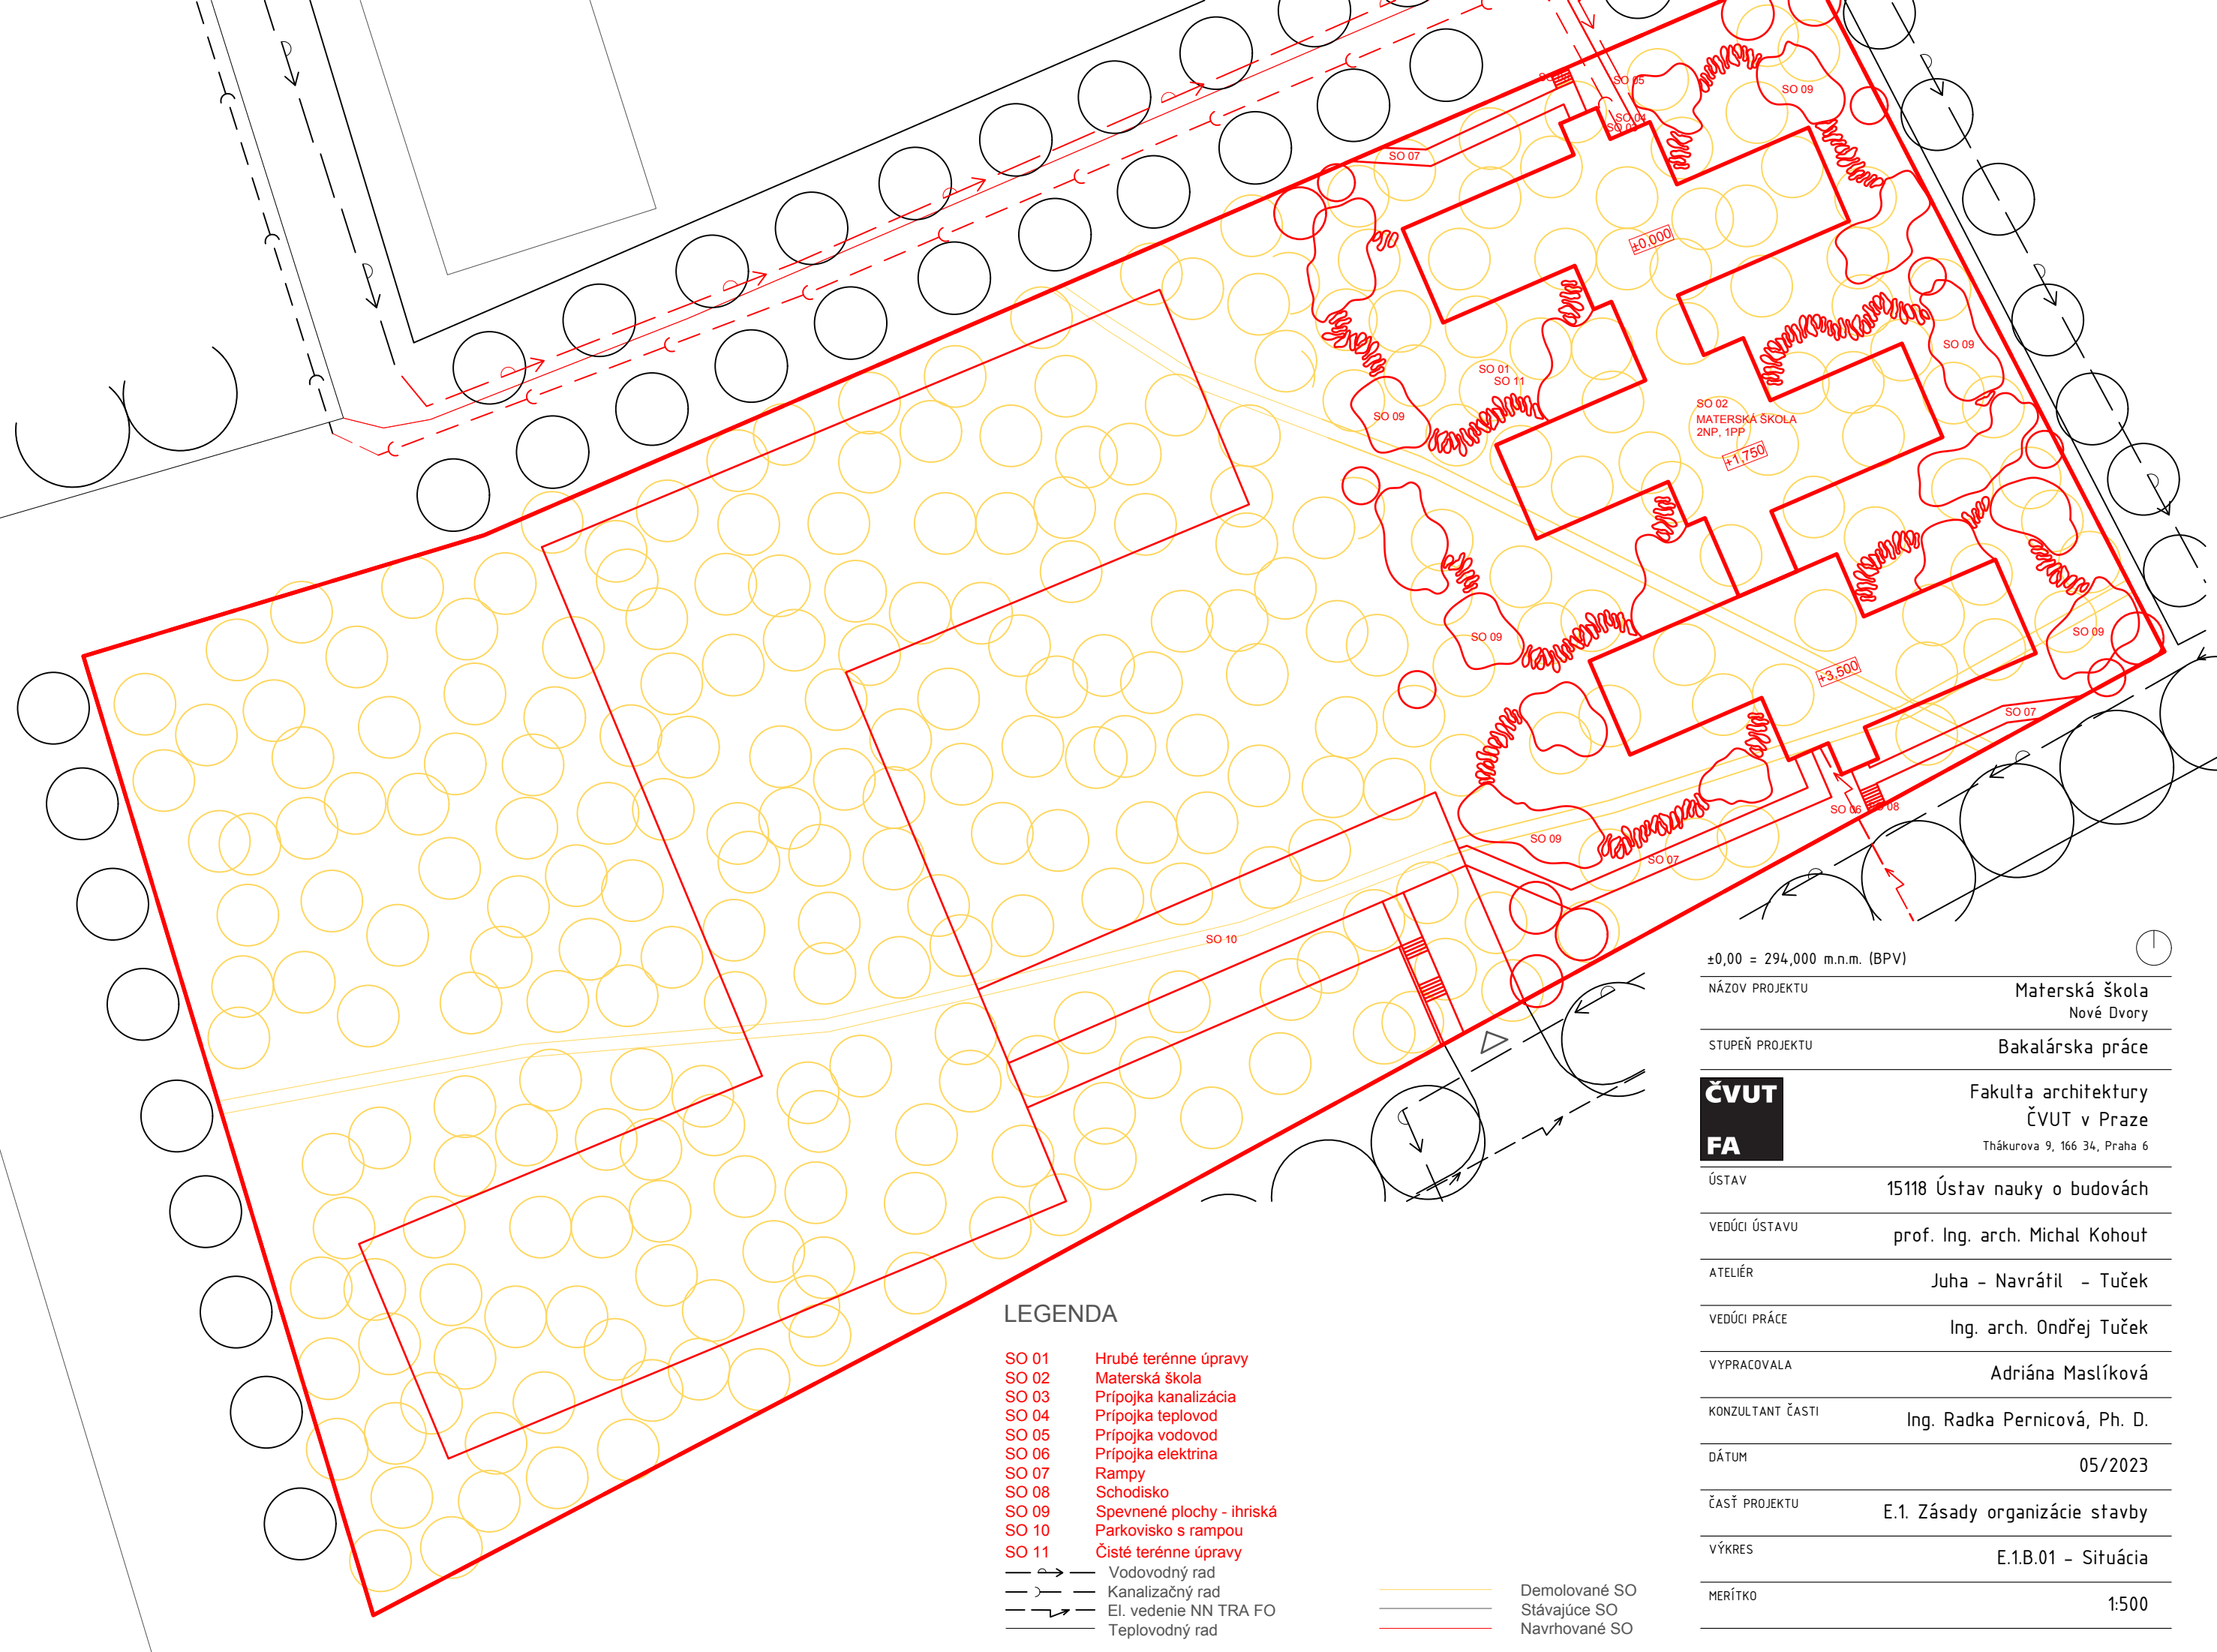 SO 05
SO 09
SO 04
SO 03
SO 07
±0,000
SO 09
SO 01
SO 11
SO 02
MATERSKÁ ŠKOLA
2NP, 1PP
SO 09
+1,750
SO 09
SO 09
+3,500
SO 07
SO 06
08
SO 09
SO 07
SO 10
±0,00 = 294,000 m.n.m. (BPV)
NÁZOV PROJEKTU
Materská škola
Nové Dvory
STUPEŇ PROJEKTU
Bakalárska práce
ČVUT
FA
Fakulta architektury
ČVUT v Praze
Thákurova 9, 166 34, Praha 6
ÚSTAV
15118 Ústav nauky o budovách
VEDÚCI ÚSTAVU
prof. Ing. arch. Michal Kohout
ATELIÉR
Juha - Navrátil - Tuček
VEDÚCI PRÁCE
Ing. arch. Ondřej Tuček
VYPRACOVALA
Adriána Maslíková
KONZULTANT ČASTI
Ing. Radka Pernicová, Ph. D.
DÁTUM
05/2023
ČASŤ PROJEKTU
E.1. Zásady organizácie stavby
VÝKRES
E.1.B.01 - Situácia
MERÍTKO
1:500
LEGENDA
SO 01 Hrubé terénne úpravy
SO 02 Materská škola
SO 03 Prípojka kanalizácia
SO 04 Prípojka teplovod
SO 05 Prípojka vodovod
SO 06 Prípojka elektrina
SO 07 Rampy
SO 08 Schodisko
SO 09 Spevnené plochy - ihriská
SO 10 Parkovisko s rampou
SO 11 Čisté terénne úpravy
Vodovodný rad
Kanalizačný rad
El. vedenie NN TRA FO
Teplovodný rad
Demolované SO
Stávajúce SO
Navrhované SO